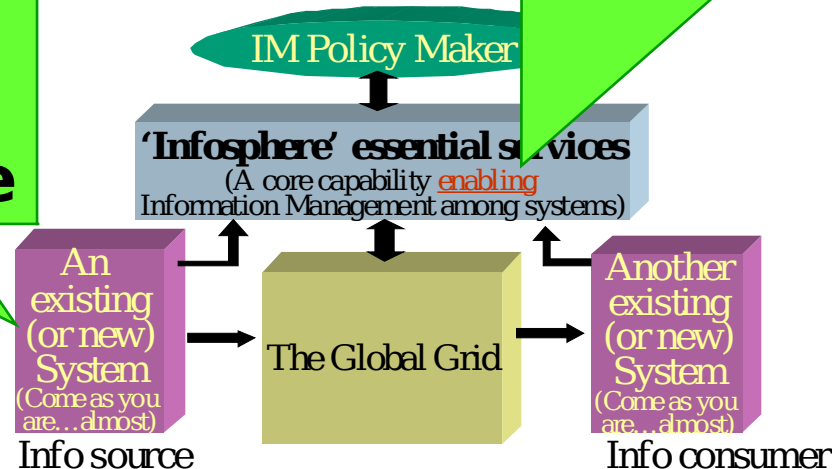 IM Policy Maker
e
‘Infosphere’ essential services
(A core capability enabling
Information Management among systems)
An
existing
(or new)
System
(Come as you
are…almost)
Info source
The Global Grid
Another
existing
(or new)
System
(Come as you
are…almost)
Info consumer